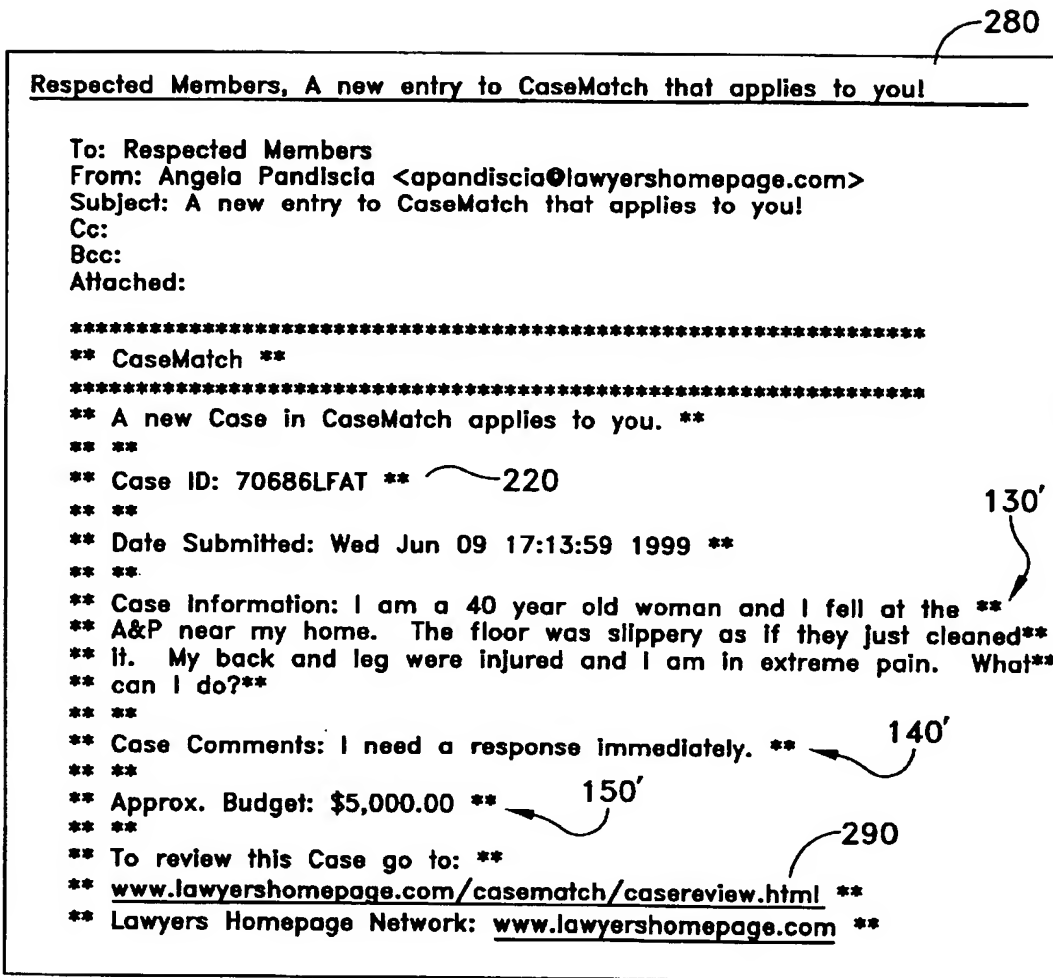 280
Respected Members, A new entry to CaseMatch that applies to you!
To: Respected Members
From: Angela Pandiscia <apandiscia@lawyershomepage.com>
Subject: A new entry to CaseMatch that applies to you!
Cc:
Bcc:
Attached:
*****************************************************************
** CaseMatch **
*****************************************************************
** A new Case in CaseMatch applies to you. **
** **
** Case ID: 70686LFAT ** 220
** **
130'
** Date Submitted: Wed Jun 09 17:13:59 1999 **
** **
** Case Information: I am a 40 year old woman and I fell at the **
** A&P near my home. The floor was slippery as if they just cleaned**
** it. My back and leg were injured and I am in extreme pain. What**
** can I do?**
** **
** Case Comments: I need a response immediately. ** 140'
** **
** Approx. Budget: $5,000.00 ** 150'
** **
290
** To review this Case go to: **
** www.lawyershomepage.com/casematch/casereview.html **
** Lawyers Homepage Network: www.lawyershomepage.com **